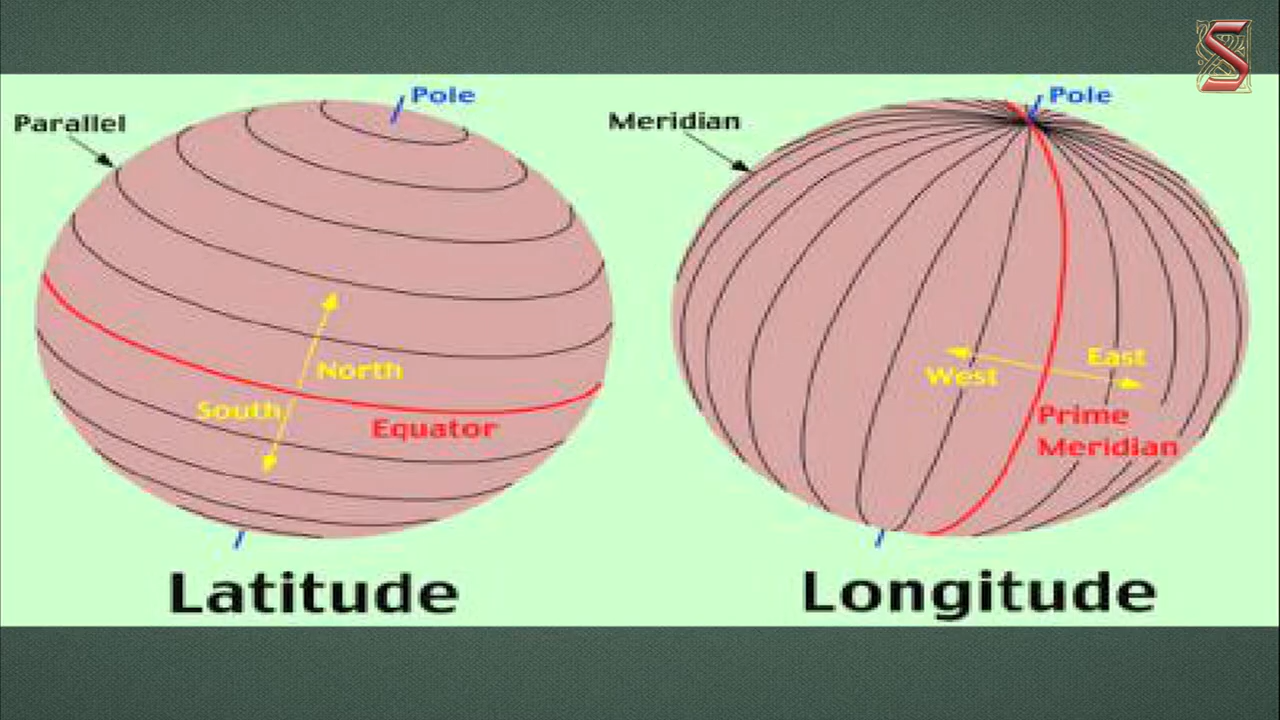 S
Pole
Parallel
North
South
Equator
Latitude
Pole
Meridian
West
East
Prime
Meridian
Longitude